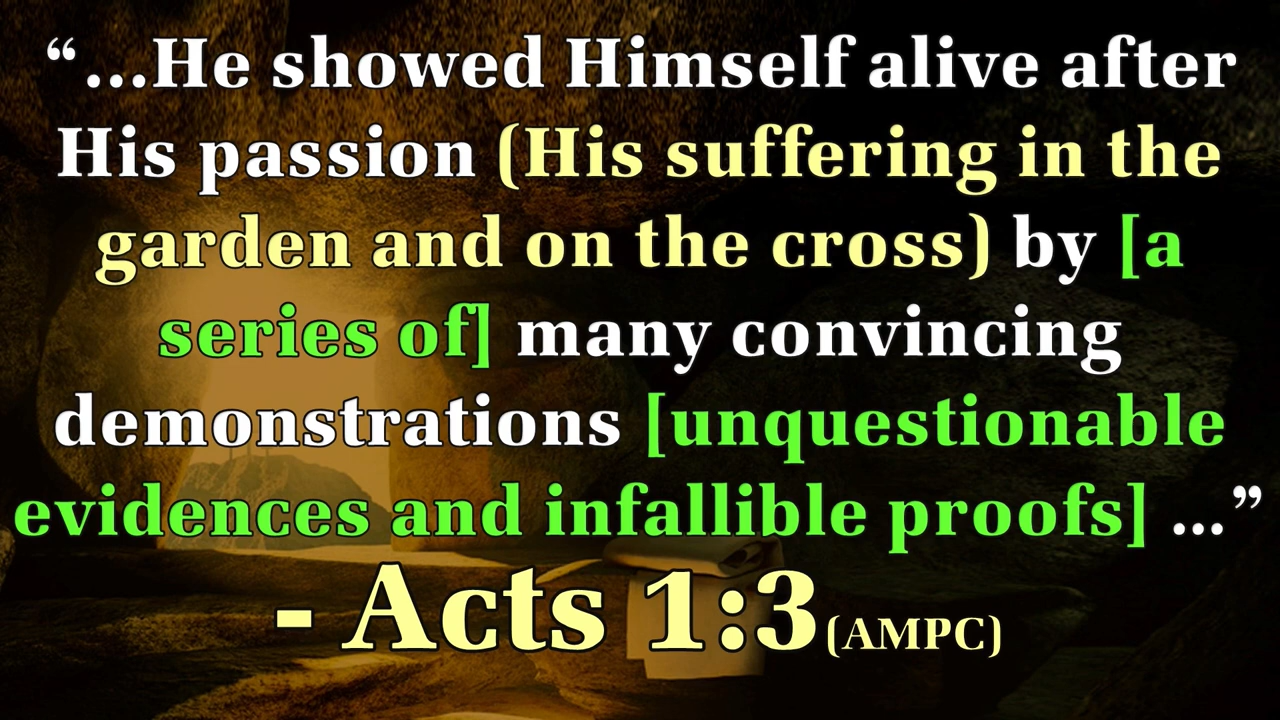 “...He showed Himself alive after
His passion (His suffering in the
garden and on the cross) by [a
series of] many convincing
demonstrations [unquestionable
evidences and infallible proofs] ...”
- Acts 1:3 (AMPC)